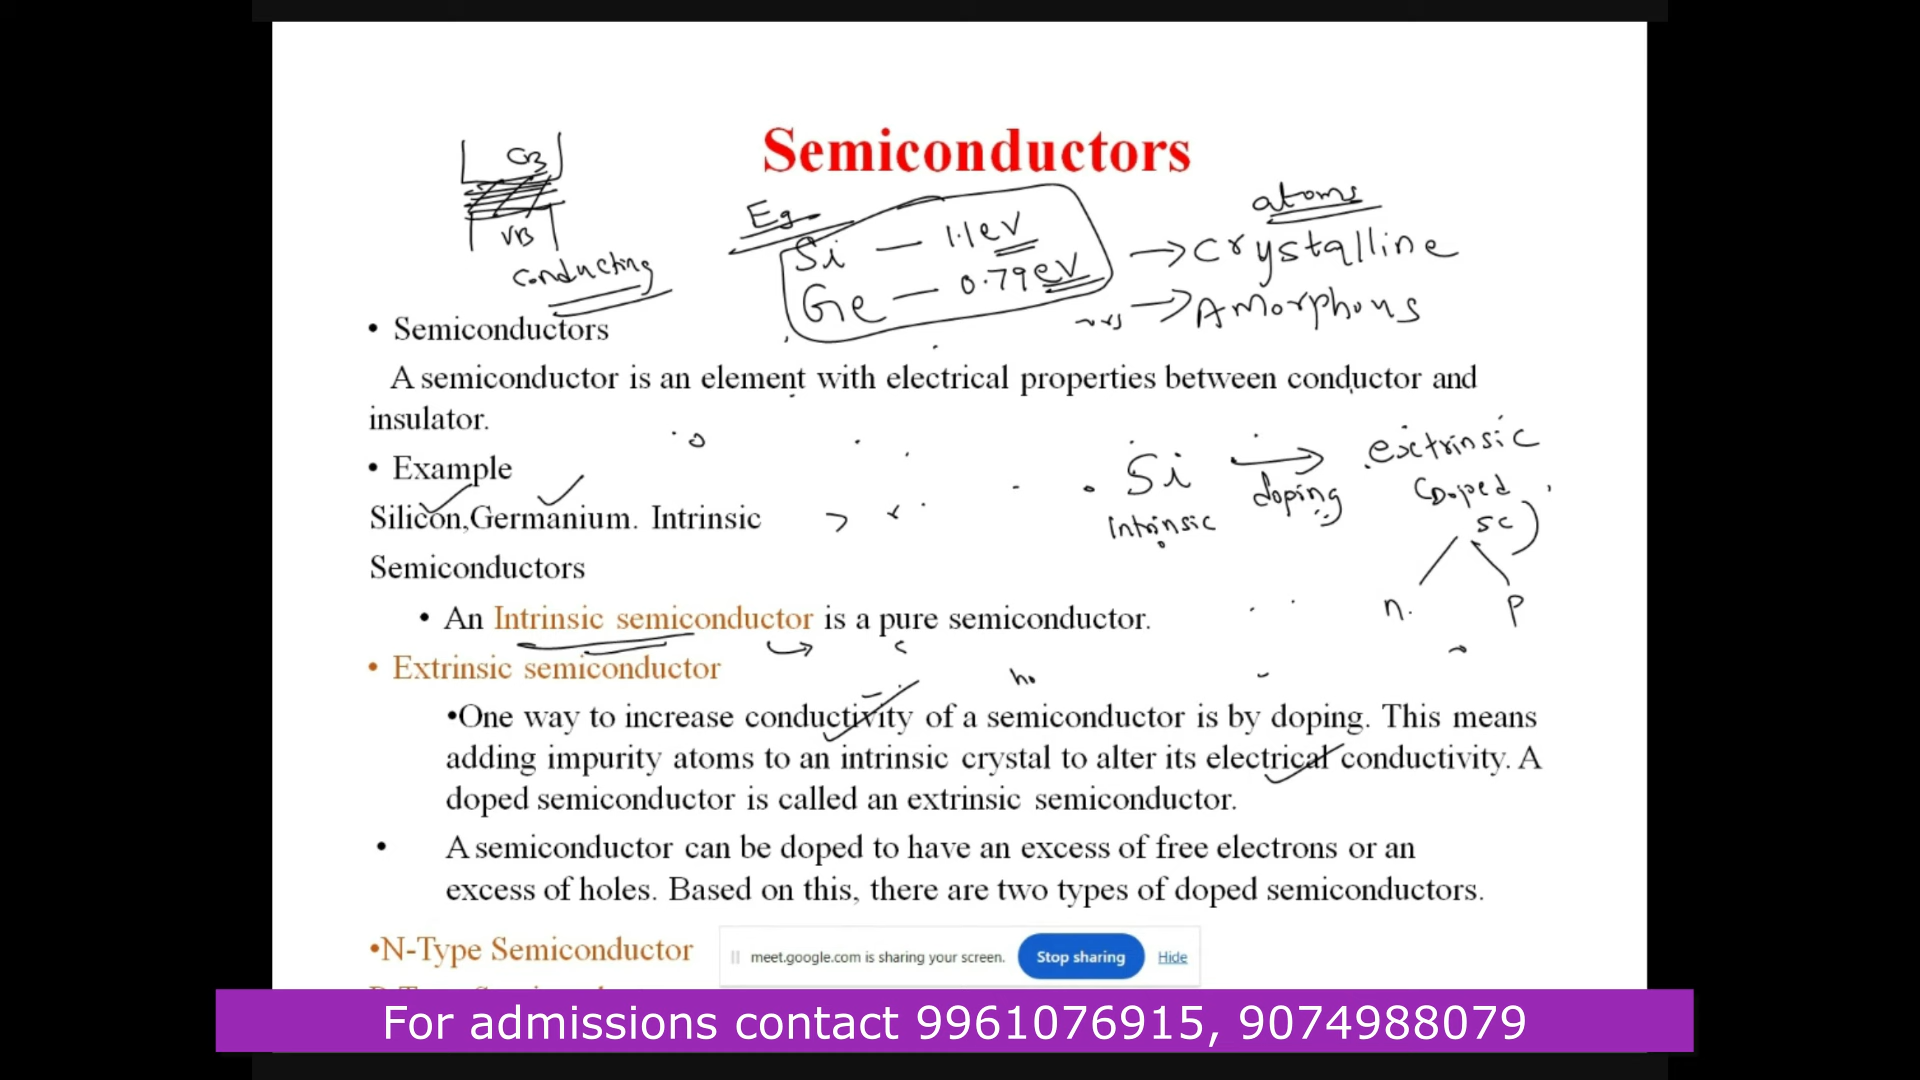 Semiconductors
CB
VB
conducting
Eg
Si — 1.1eV
Ge — 0.79eV
atoms
→ Crystalline
→ Amorphous
• Semiconductors
A semiconductor is an element with electrical properties between conductor and
insulator.
• Example
Silicon,Germanium. Intrinsic
Semiconductors
Si → extrinsic
doping
Intrinsic
(Doped
sc)
n. p
• An Intrinsic semiconductor is a pure semiconductor.
• Extrinsic semiconductor
•One way to increase conductivity of a semiconductor is by doping. This means
adding impurity atoms to an intrinsic crystal to alter its electrical conductivity. A
doped semiconductor is called an extrinsic semiconductor.
• A semiconductor can be doped to have an excess of free electrons or an
excess of holes. Based on this, there are two types of doped semiconductors.
•N-Type Semiconductor
meet.google.com is sharing your screen. Stop sharing Hide
For admissions contact 9961076915, 9074988079